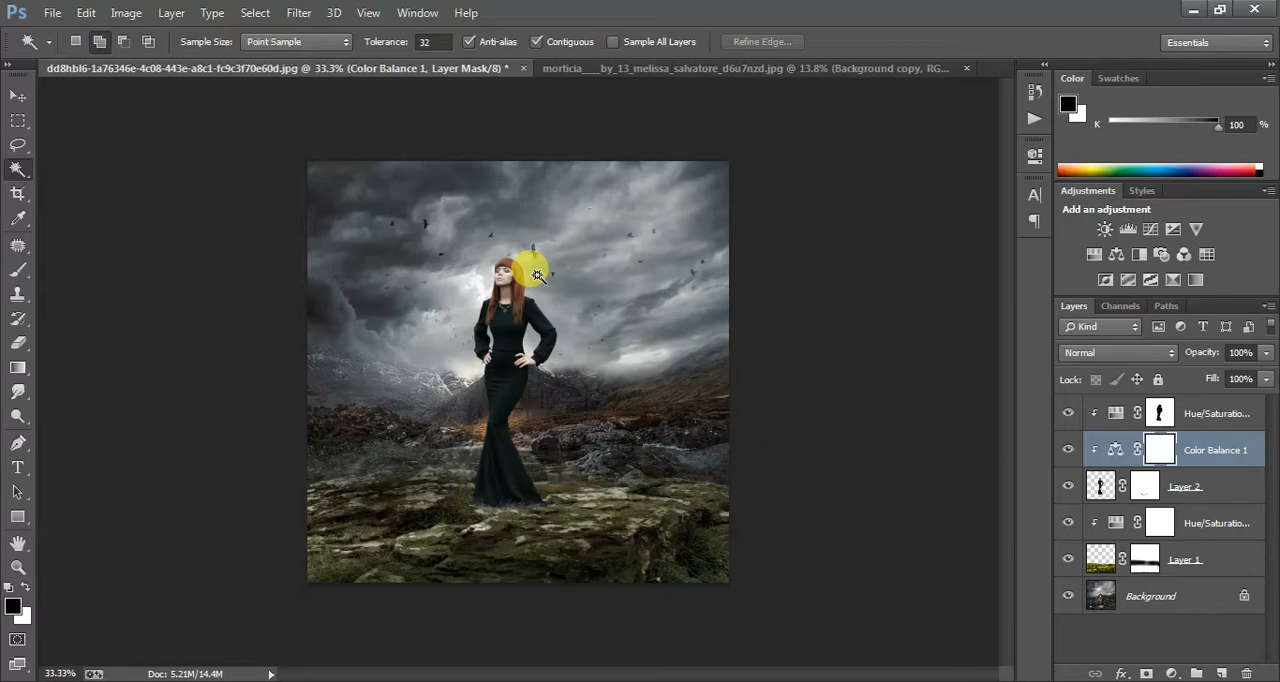 Ps File Edit Image Layer Type Select Filter 3D View Window Help
Sample Size: Point Sample Tolerance: 32 Anti-alias Contiguous Sample All Layers Refine Edge... Essentials
dd8hbl6-1a76346e-4c08-443e-a8c1-fc9c3f70e60d.jpg @ 33.3% (Color Balance 1, Layer Mask/8) * morticia___by_13_melissa_salvatore_d6u7nzd.jpg @ 13.8% (Background copy, RG...
Color Swatches
K 100 %
Adjustments Styles
Add an adjustment
Layers Channels Paths
Kind
Normal Opacity: 100%
Lock: Fill: 100%
Hue/Saturatio...
Color Balance 1
Layer 2
Hue/Saturatio...
Layer 1
Background
33.33% Doc: 5.21M/14.4M